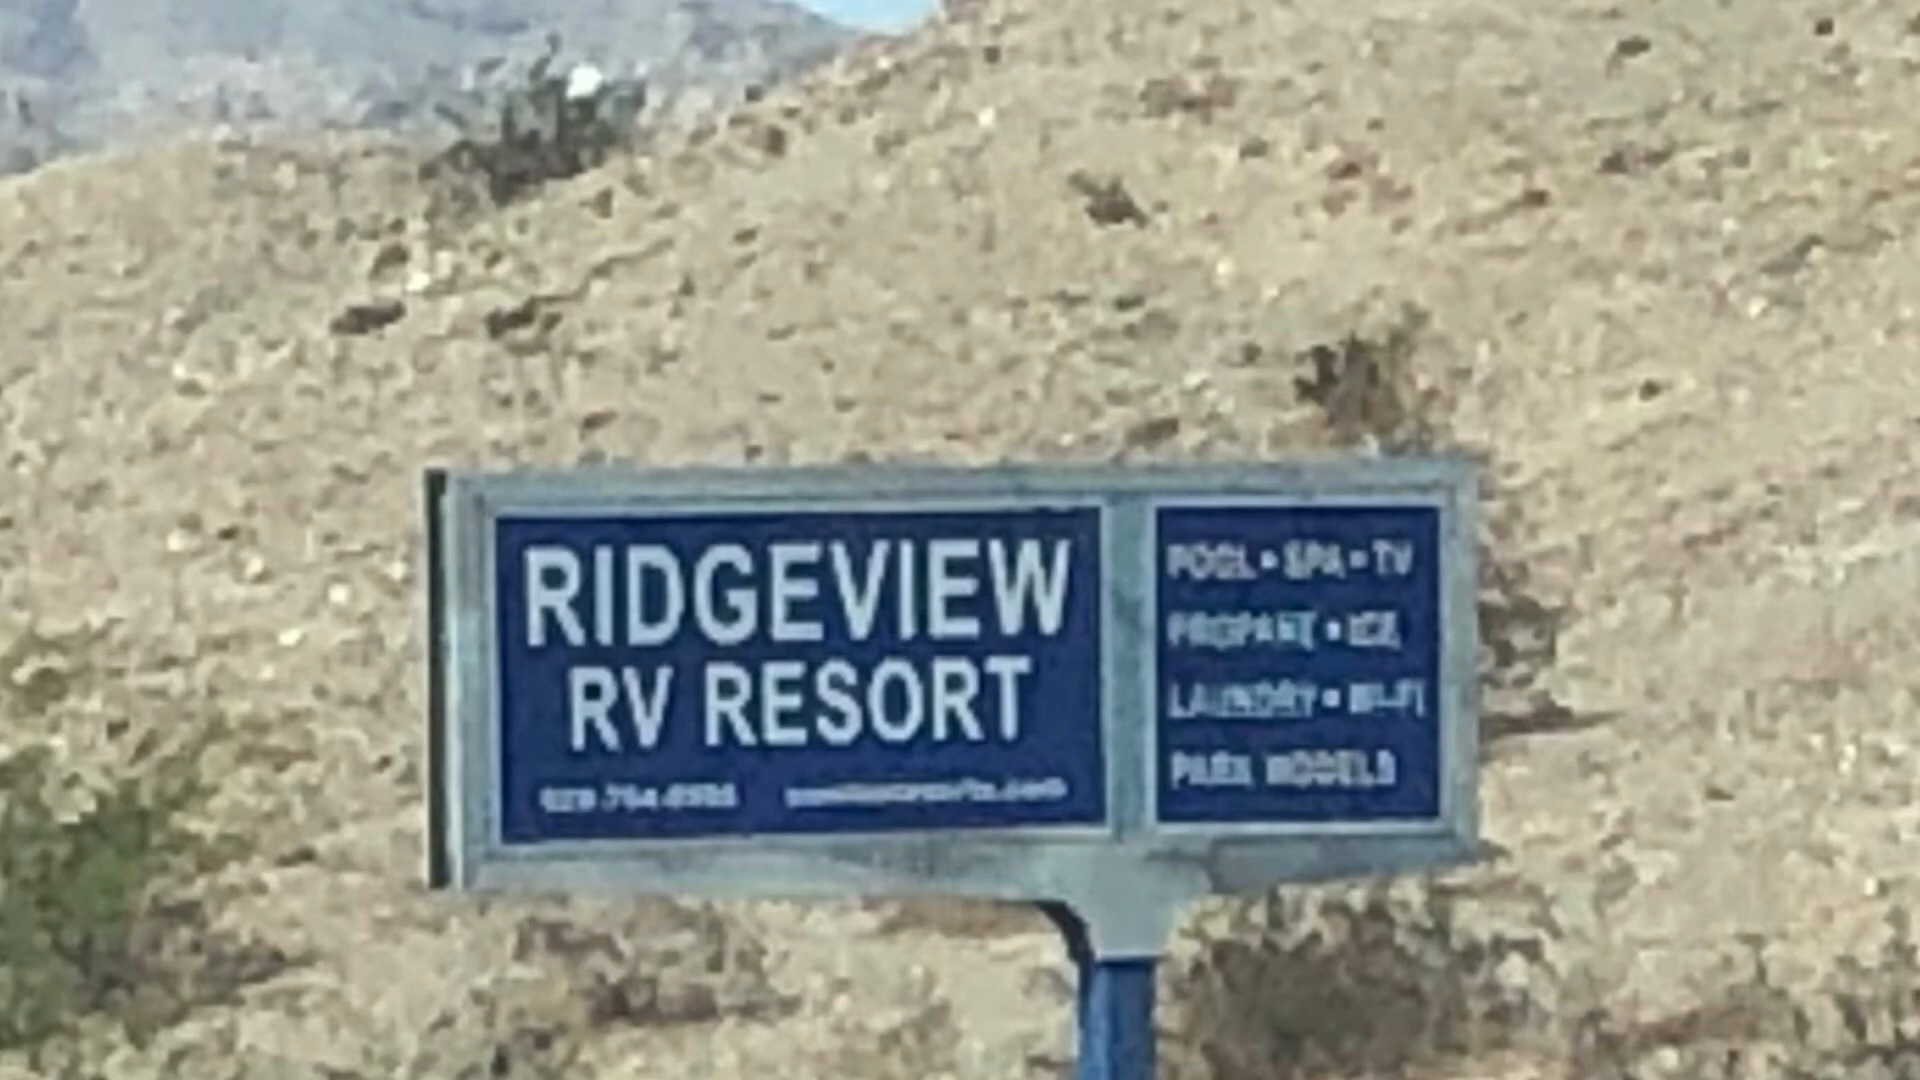 RIDGEVIEW
RV RESORT
POOL • SPA • TV
PROPANE • ICE
LAUNDRY • WI-FI
PARK MODELS